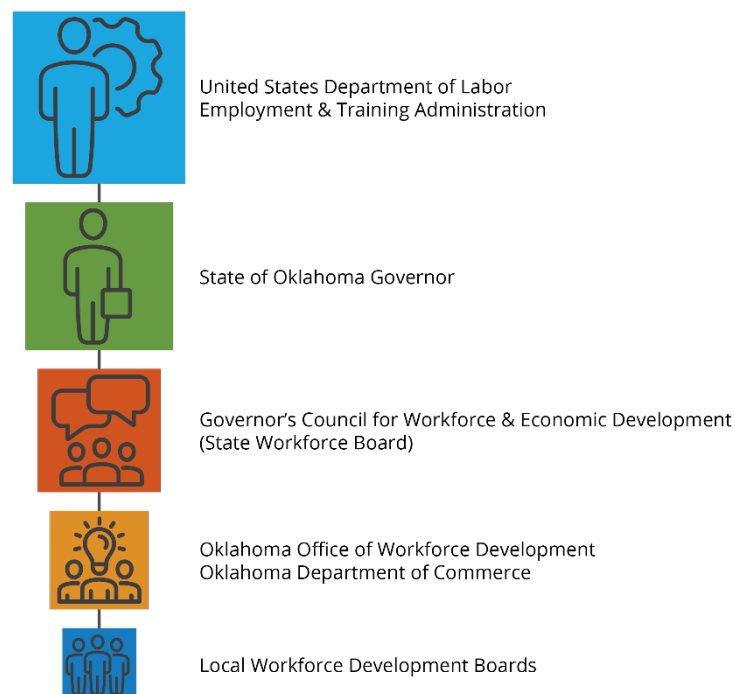 United States Department of Labor
Employment & Training Administration
State of Oklahoma Governor
Governor’s Council for Workforce & Economic Development
(State Workforce Board)
Oklahoma Office of Workforce Development
Oklahoma Department of Commerce
Local Workforce Development Boards